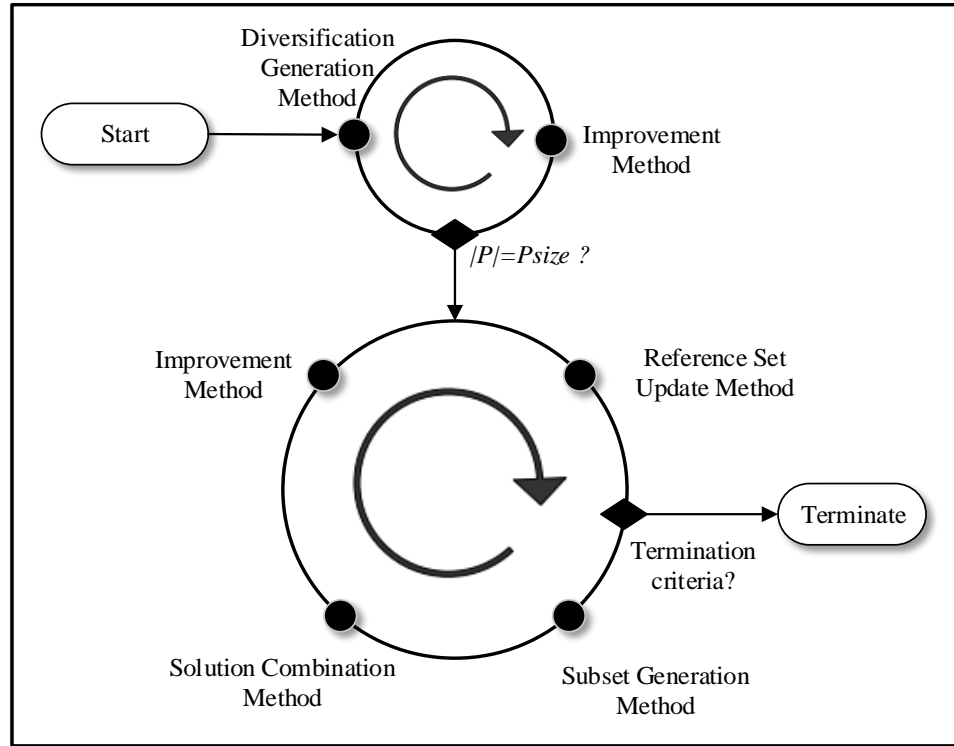 Diversification
Generation
Method
Start
Improvement
Method
|P|=Psize ?
Improvement
Method
Reference Set
Update Method
Terminate
Termination
criteria?
Solution Combination
Method
Subset Generation
Method